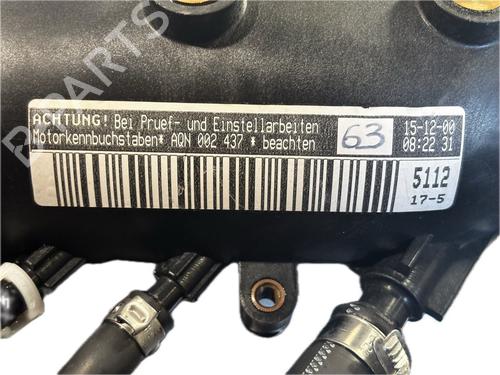 B-PARTS
ACHTUNG! Bei Pruef- und Einstellarbeiten
Motorkennbuchstaben* AQN 002 437 * beachten
63
15-12-00
08:22 31
5112
17-5